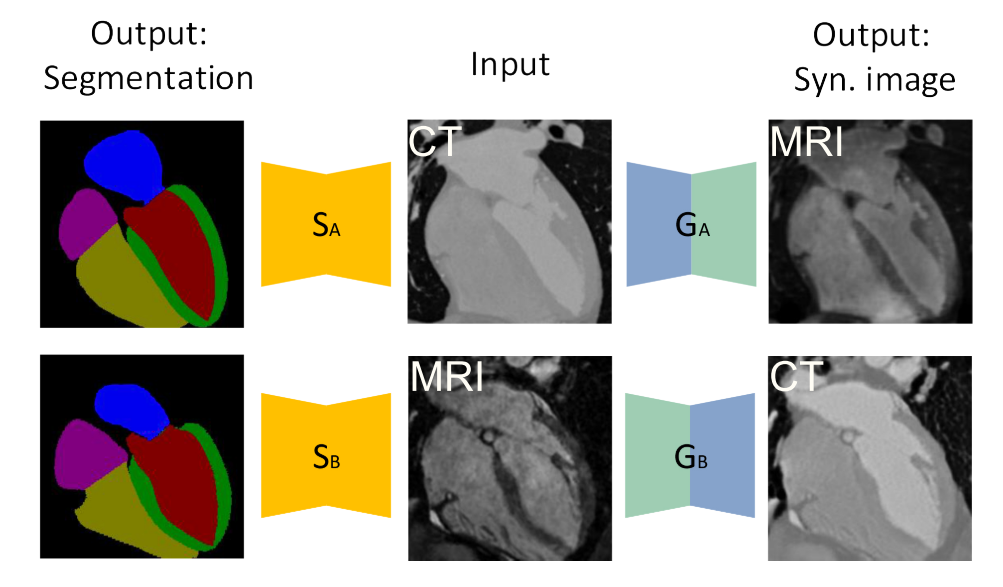 Output:
Segmentation
Input
Output:
Syn. image
CT
MRI
SA
GA
MRI
CT
SB
GB